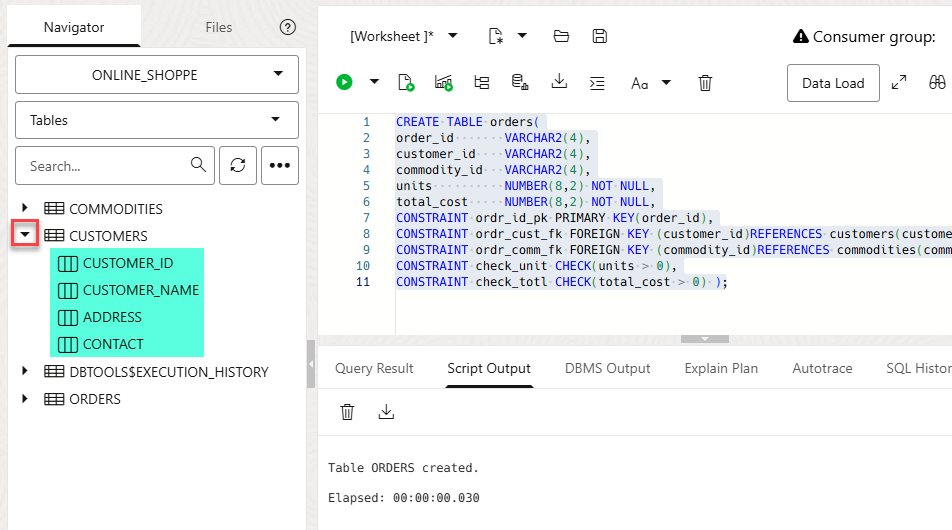 Navigator
Files
?
ONLINE_SHOPPE
Tables
Search...
COMMODITIES
CUSTOMERS
CUSTOMER_ID
CUSTOMER_NAME
ADDRESS
CONTACT
DBTOOLS$EXECUTION_HISTORY
ORDERS
[Worksheet ]*
Consumer group:
Aa
Data Load
1 CREATE TABLE orders(
2 order_id VARCHAR2(4),
3 customer_id VARCHAR2(4),
4 commodity_id VARCHAR2(4),
5 units NUMBER(8,2) NOT NULL,
6 total_cost NUMBER(8,2) NOT NULL,
7 CONSTRAINT ordr_id_pk PRIMARY KEY(order_id),
8 CONSTRAINT ordr_cust_fk FOREIGN KEY (customer_id)REFERENCES customers(custome
9 CONSTRAINT ordr_comm_fk FOREIGN KEY (commodity_id)REFERENCES commodities(comm
10 CONSTRAINT check_unit CHECK(units > 0),
11 CONSTRAINT check_totl CHECK(total_cost > 0) );
Query Result
Script Output
DBMS Output
Explain Plan
Autotrace
SQL Histor
Table ORDERS created.
Elapsed: 00:00:00.030